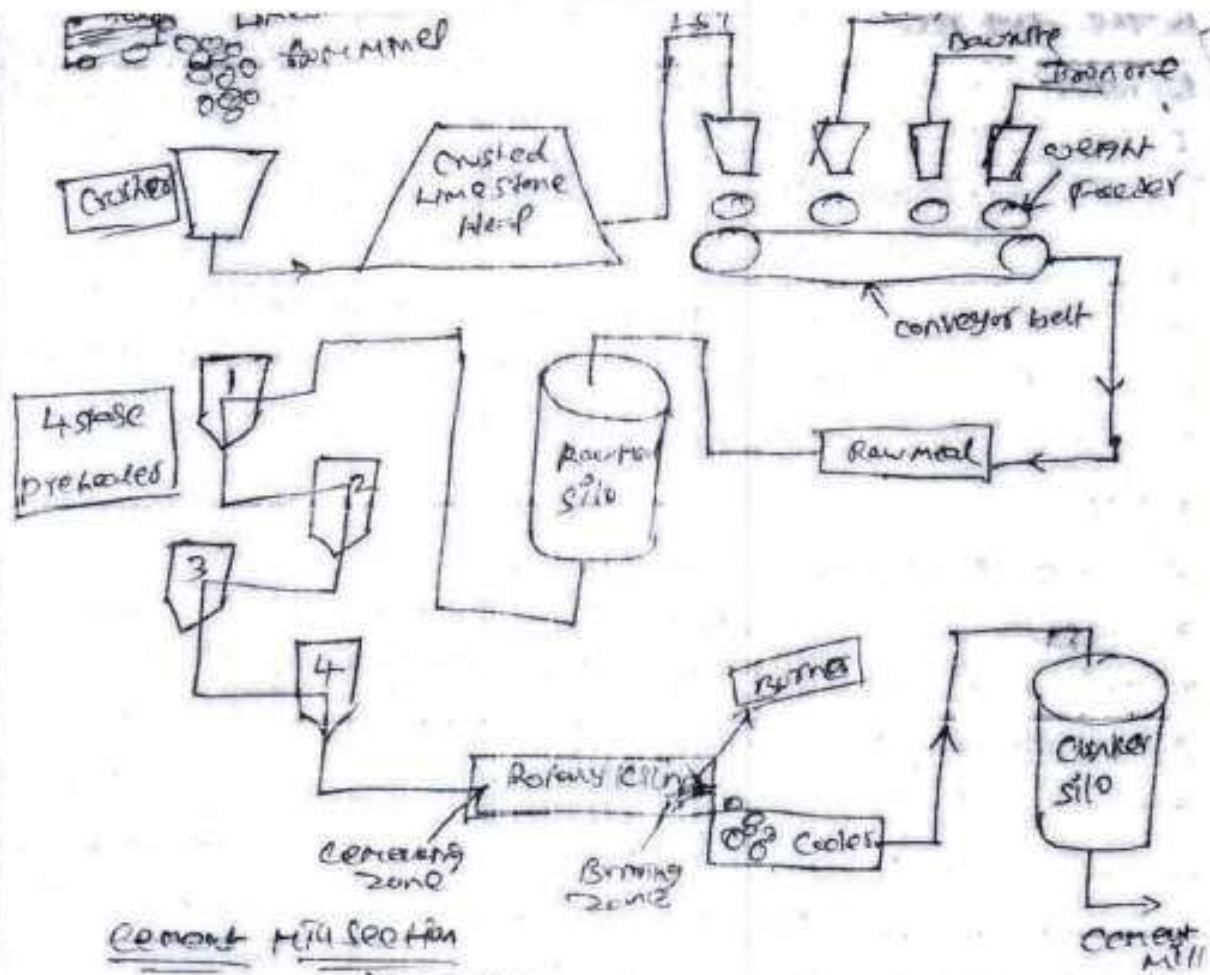 Crusher
Crusted
Limestone
Heap
Bauxite
Iron ore
weight
feeder
conveyor belt
1
4 stage
preheater
2
Raw meal
silo
Raw meal
3
4
Burner
Rotary kiln
Cooler
Clinker
silo
zone
Burning
zone
Cement Mill Section
Cement
Mill